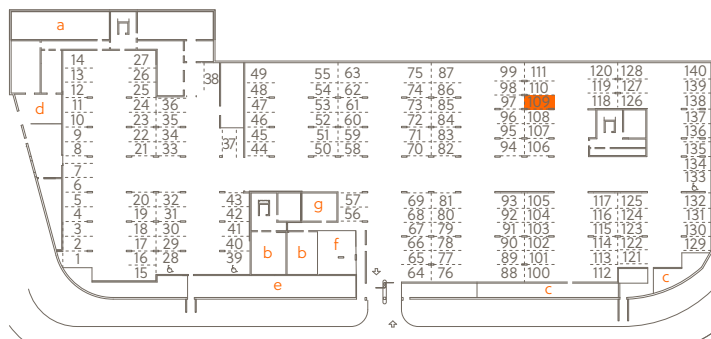 a
14 27 38 49 55 63 75 87 99 111 120 128 140
13 26 48 54 62 74 86 98 110 119 127 139
12 25 47 53 61 73 85 97 109 118 126 138
d 11 24 36 46 52 60 72 84 96 108 137
10 23 35 45 51 59 71 83 95 107 136
9 22 34 37 44 50 58 70 82 94 106 135
8 21 33 134
7 133
6
5 20 32 43 g 57 69 81 93 105 117 125 132
4 19 31 42 56 68 80 92 104 116 124 131
3 18 30 41 67 79 91 103 115 123 130
2 17 29 40 b b f 66 78 90 102 114 122 129
1 16 28 39 65 77 89 101 113 121
15 64 76 88 100 112 c
e c